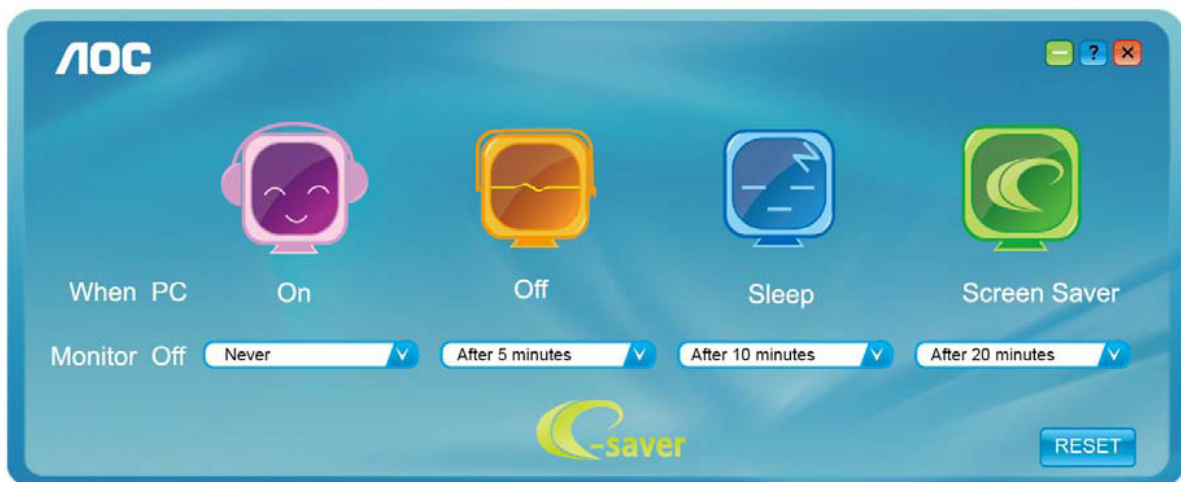 AOC
?
When PC On Off Sleep Screen Saver
Monitor Off Never After 5 minutes After 10 minutes After 20 minutes
e-saver
RESET